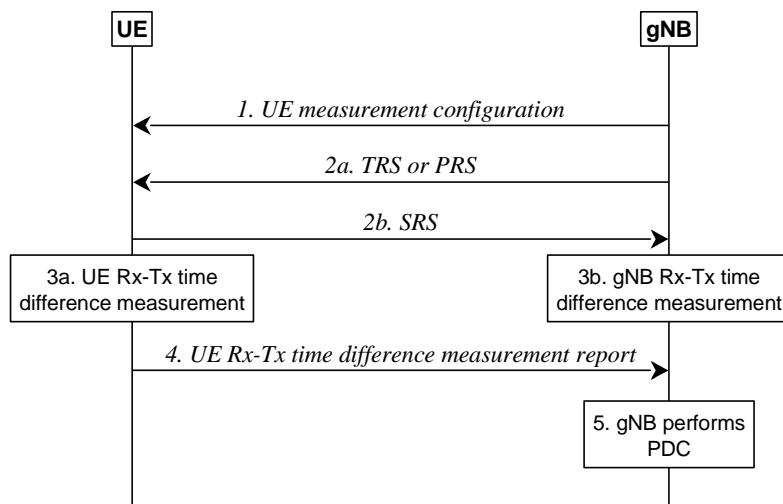 UE
gNB
1. UE measurement configuration
2a. TRS or PRS
2b. SRS
3a. UE Rx-Tx time
difference measurement
3b. gNB Rx-Tx time
difference measurement
4. UE Rx-Tx time difference measurement report
5. gNB performs
PDC